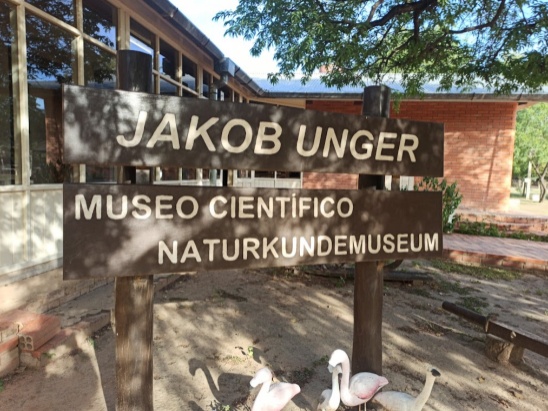 JAKOB UNGER
MUSEO CIENTÍFICO
NATURKUNDEMUSEUM